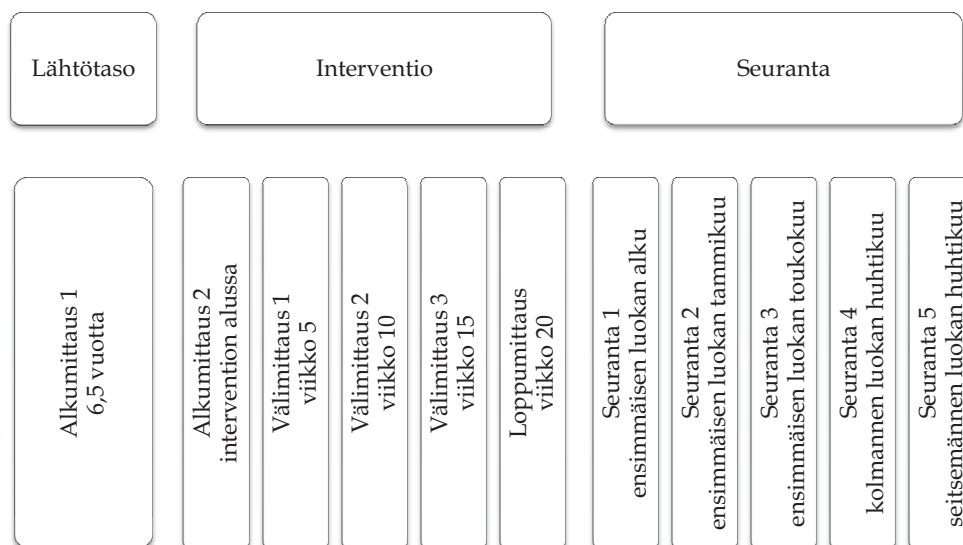 Lähtötaso
Interventio
Seuranta
Alkumittaus 1
6,5 vuotta
Alkumittaus 2
intervention alussa
Välimittaus 1
viikko 5
Välimittaus 2
viikko 10
Välimittaus 3
viikko 15
Loppumittaus
viikko 20
Seuranta 1
ensimmäisen luokan alku
Seuranta 2
ensimmäisen luokan tammikuu
Seuranta 3
ensimmäisen luokan toukokuu
Seuranta 4
kolmannen luokan huhtikuu
Seuranta 5
seitsemännen luokan huhtikuu